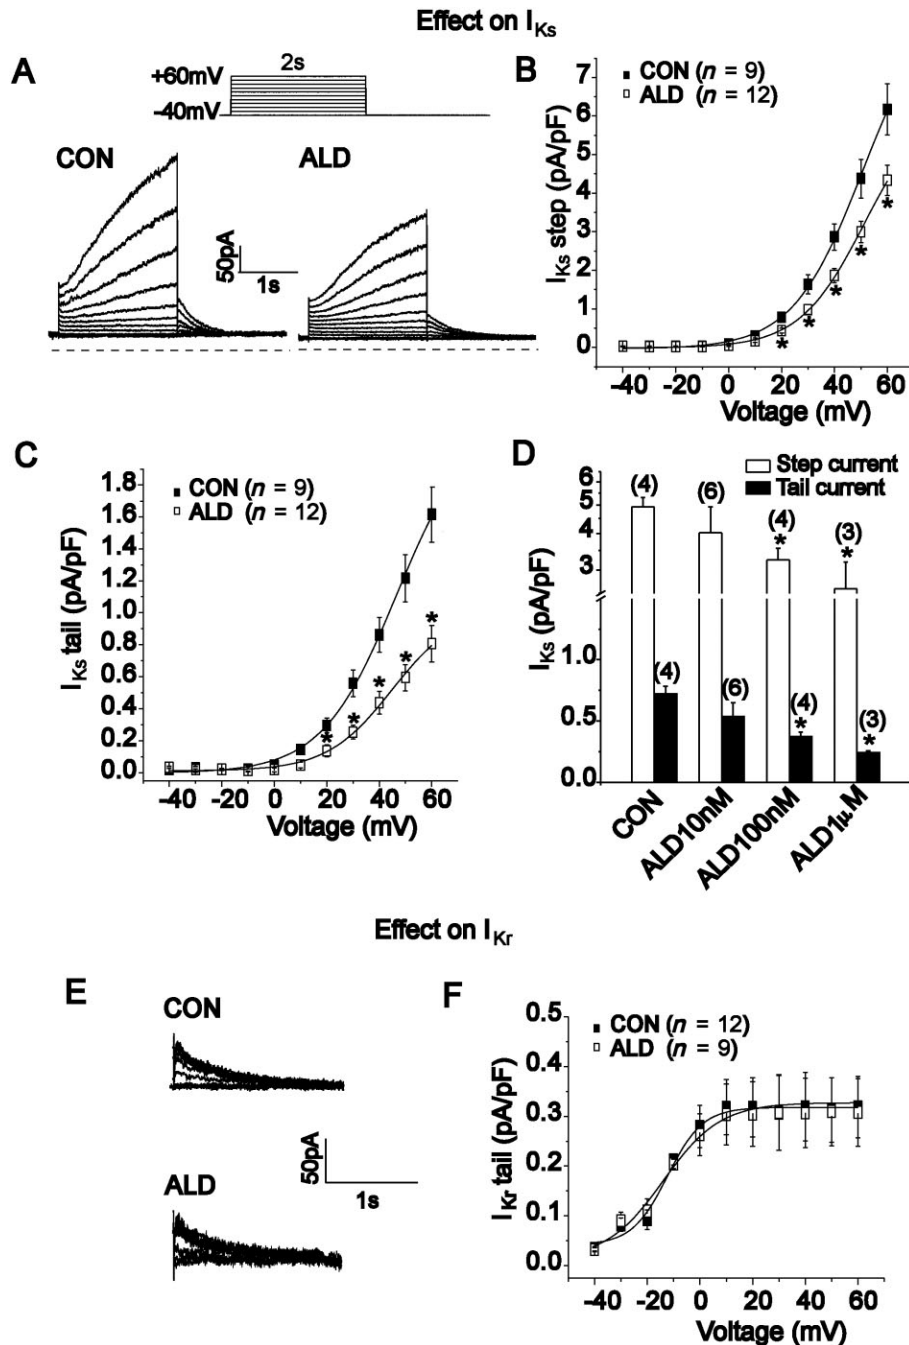 Effect on IKs
A
+60mV
2s
-40mV
CON
ALD
50pA
1s
B
CON (n = 9)
ALD (n = 12)
IKs step (pA/pF)
7
6
5
4
3
2
1
0
* * * * *
-40 -20 0 20 40 60
Voltage (mV)
C
CON (n = 9)
ALD (n = 12)
IKs tail (pA/pF)
1.8
1.6
1.4
1.2
1.0
0.8
0.6
0.4
0.2
0.0
* * * * *
-40 -20 0 20 40 60
Voltage (mV)
D
Step current
Tail current
IKs (pA/pF)
6
5
4
3
1.0
0.5
0.0
(4) (6) (4) (3)
* *
(4) (6) (4) (3)
* *
CON ALD10nM ALD100nM ALD1μM
Effect on IKr
E
CON
50pA
1s
ALD
F
CON (n = 12)
ALD (n = 9)
IKr tail (pA/pF)
0.5
0.4
0.3
0.2
0.1
0.0
-40 -20 0 20 40 60
Voltage (mV)